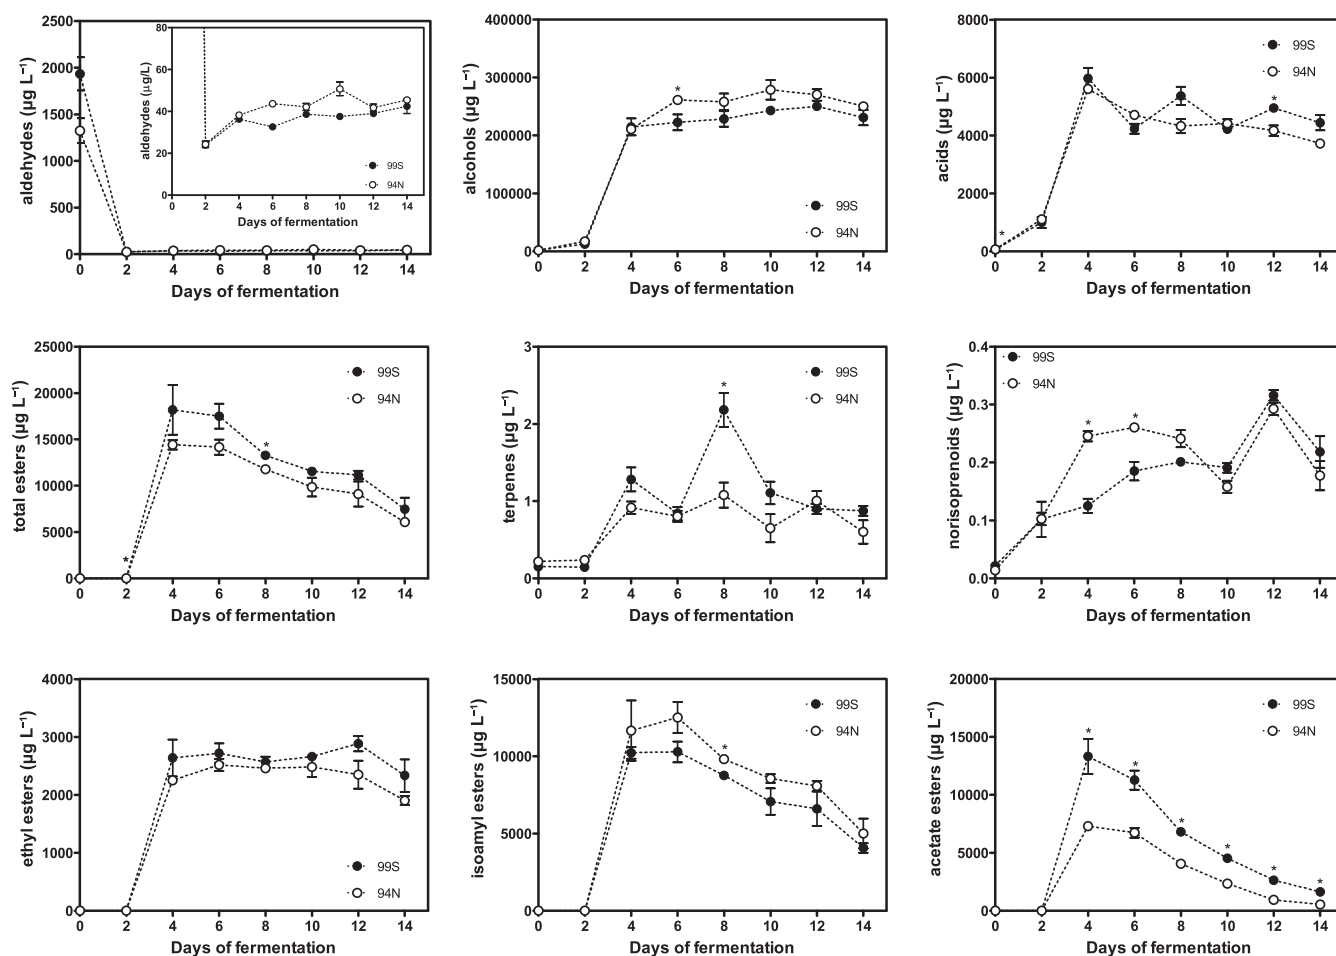 aldehydes (µg L⁻¹)
2500
2000
1500
1000
500
0
0 2 4 6 8 10 12 14
Days of fermentation
aldehydes (µg/L)
80
60
40
20
0
0 2 4 6 8 10 12 14
Days of fermentation
99S
94N
alcohols (µg L⁻¹)
400000
300000
200000
100000
0
* 
99S
94N
0 2 4 6 8 10 12 14
Days of fermentation
acids (µg L⁻¹)
8000
6000
4000
2000
0
99S
94N
*
*
0 2 4 6 8 10 12 14
Days of fermentation
total esters (µg L⁻¹)
25000
20000
15000
10000
5000
0
99S
94N
*
*
0 2 4 6 8 10 12 14
Days of fermentation
terpenes (µg L⁻¹)
3
2
1
0
99S
94N
*
0 2 4 6 8 10 12 14
Days of fermentation
norisoprenoids (µg L⁻¹)
0.4
0.3
0.2
0.1
0.0
99S
94N
* *
0 2 4 6 8 10 12 14
Days of fermentation
ethyl esters (µg L⁻¹)
4000
3000
2000
1000
0
99S
94N
0 2 4 6 8 10 12 14
Days of fermentation
isoamyl esters (µg L⁻¹)
15000
10000
5000
0
99S
94N
*
0 2 4 6 8 10 12 14
Days of fermentation
acetate esters (µg L⁻¹)
20000
15000
10000
5000
0
99S
94N
* * * * * *
0 2 4 6 8 10 12 14
Days of fermentation